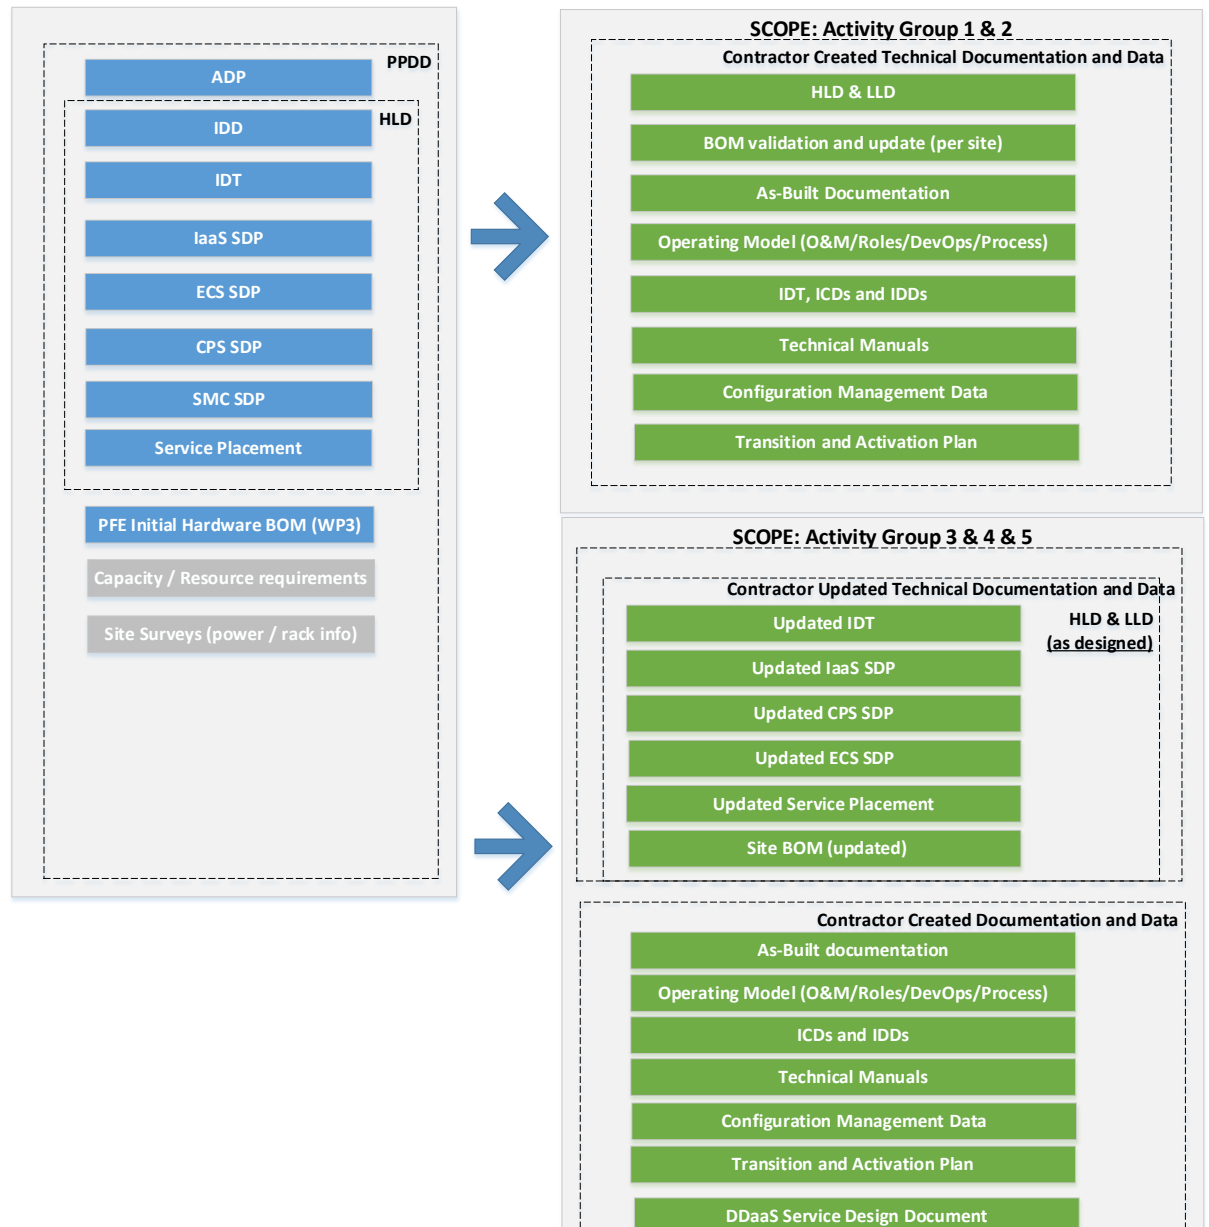 PPDD
ADP
HLD
IDD
IDT
IaaS SDP
ECS SDP
CPS SDP
SMC SDP
Service Placement
PFE Initial Hardware BOM (WP3)
Capacity / Resource requirements
Site Surveys (power / rack info)
SCOPE: Activity Group 1 & 2
Contractor Created Technical Documentation and Data
HLD & LLD
BOM validation and update (per site)
As-Built Documentation
Operating Model (O&M/Roles/DevOps/Process)
IDT, ICDs and IDDs
Technical Manuals
Configuration Management Data
Transition and Activation Plan
SCOPE: Activity Group 3 & 4 & 5
Contractor Updated Technical Documentation and Data
HLD & LLD
(as designed)
Updated IDT
Updated IaaS SDP
Updated CPS SDP
Updated ECS SDP
Updated Service Placement
Site BOM (updated)
Contractor Created Documentation and Data
As-Built documentation
Operating Model (O&M/Roles/DevOps/Process)
ICDs and IDDs
Technical Manuals
Configuration Management Data
Transition and Activation Plan
DDaaS Service Design Document